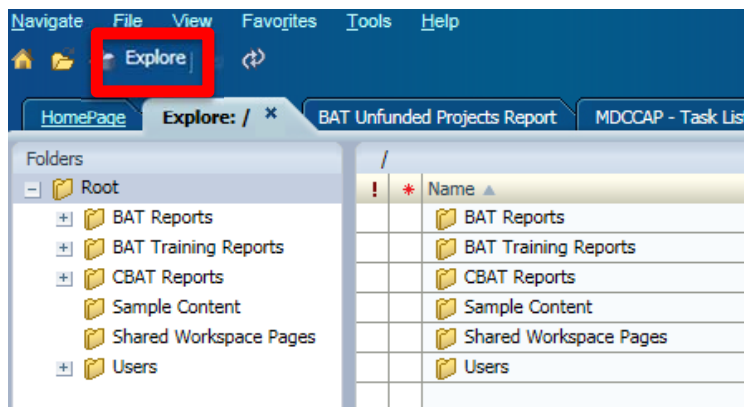 Navigate File View Favorites Tools Help
Explore
HomePage Explore: / × BAT Unfunded Projects Report MDCCAP - Task Lis
Folders /
Root ! * Name
BAT Reports BAT Reports
BAT Training Reports BAT Training Reports
CBAT Reports CBAT Reports
Sample Content Sample Content
Shared Workspace Pages Shared Workspace Pages
Users Users